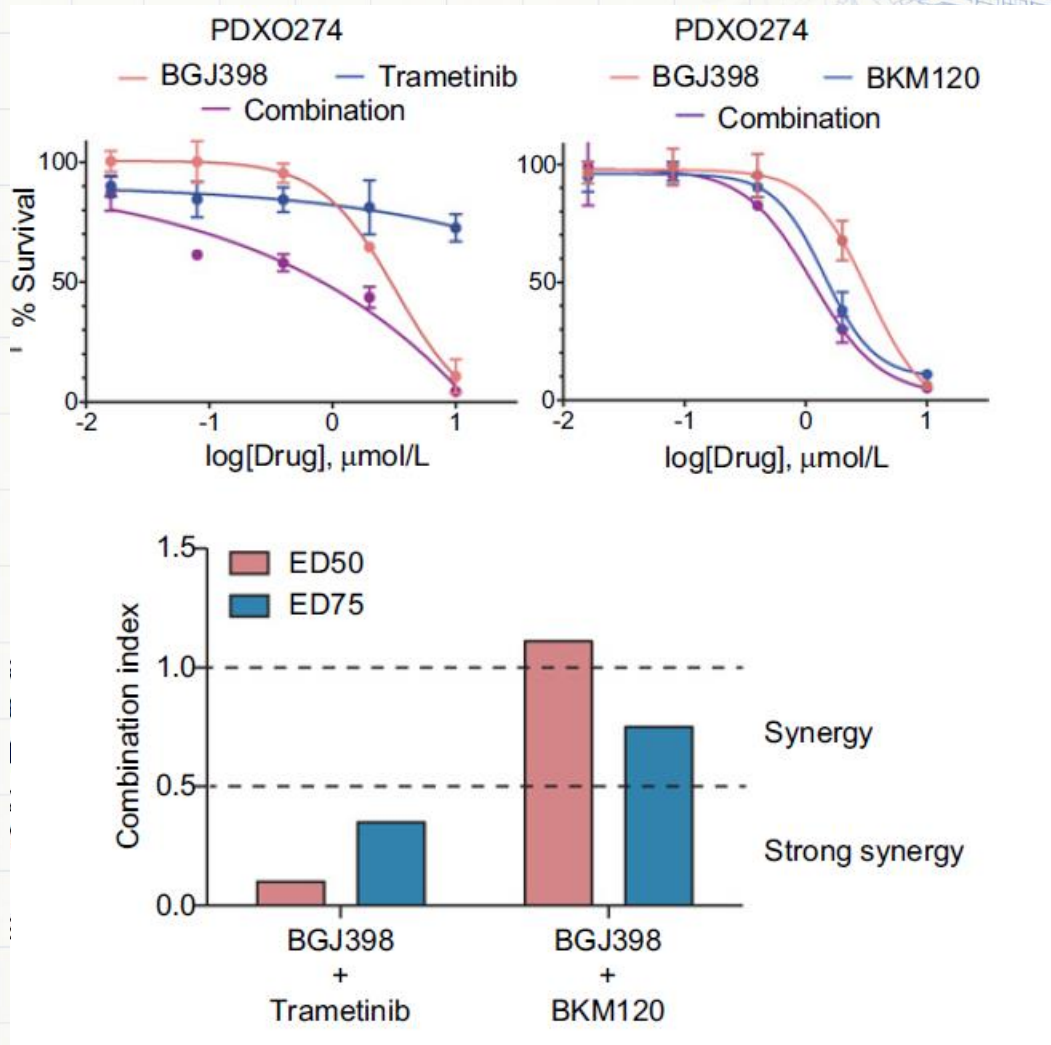 PDXO274
BGJ398
Trametinib
Combination
100
50
0
% Survival
-2
-1
0
1
log[Drug], μmol/L
PDXO274
BGJ398
BKM120
Combination
100
50
0
-2
-1
0
1
log[Drug], μmol/L
1.5
1.0
0.5
0.0
Combination index
ED50
ED75
Synergy
Strong synergy
BGJ398
+
Trametinib
BGJ398
+
BKM120